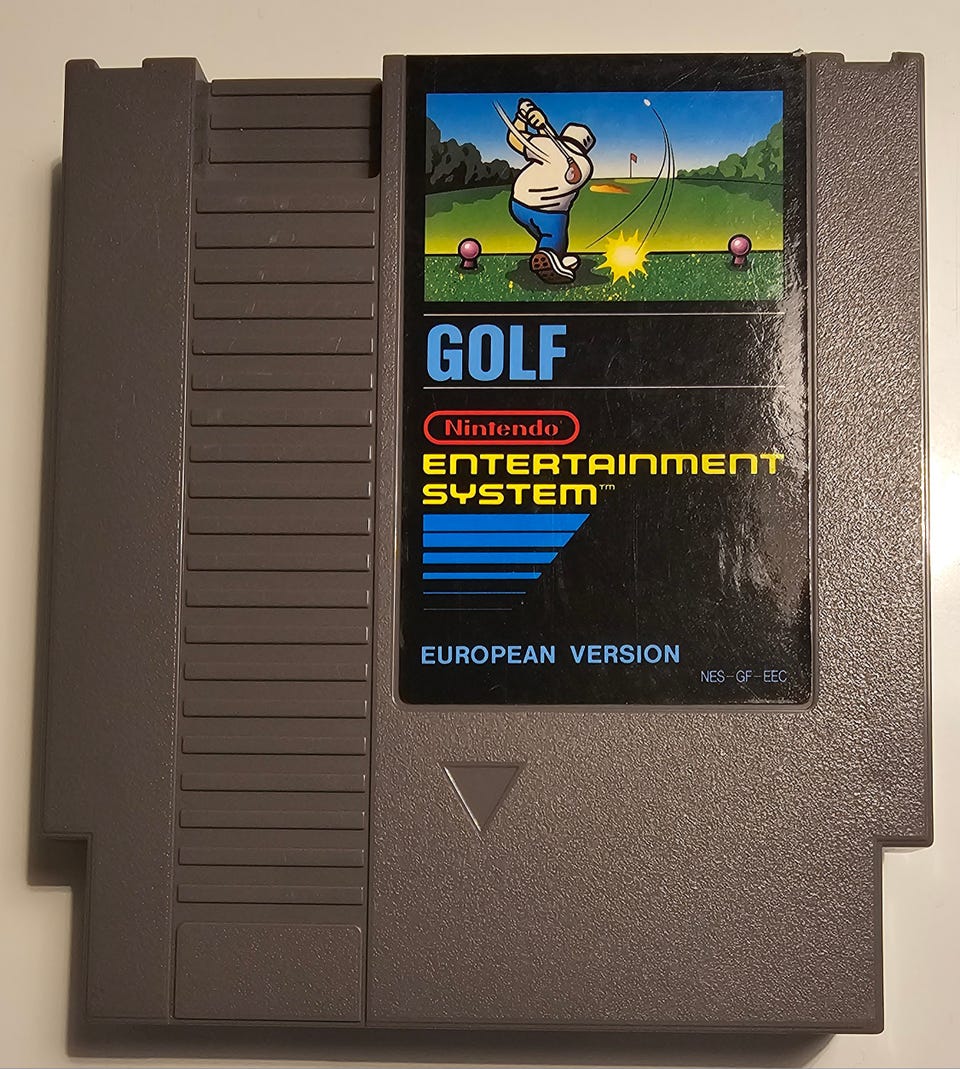 GOLF
Nintendo
ENTERTAINMENT
SYSTEM™
EUROPEAN VERSION
NES-GF-EEC